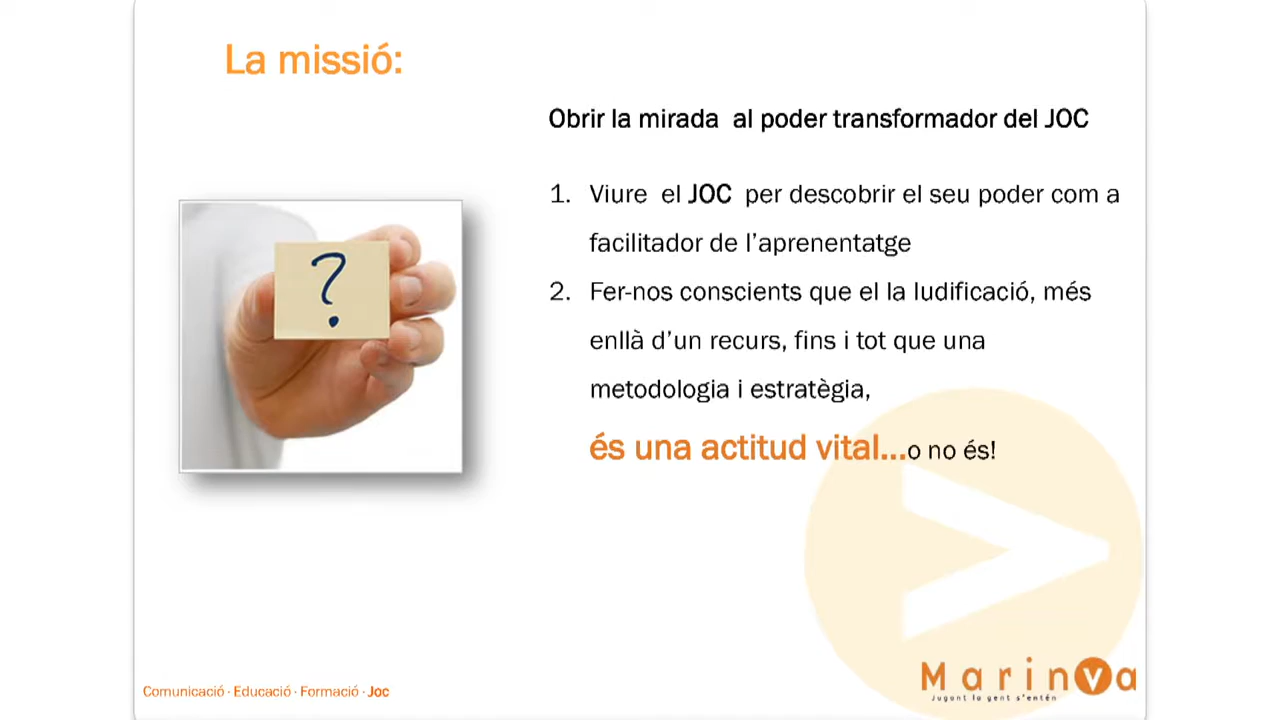 La missió:
Obrir la mirada al poder transformador del JOC
1. Viure el JOC per descobrir el seu poder com a
facilitador de l'aprenentatge
2. Fer-nos conscients que el la ludificació, més
enllà d'un recurs, fins i tot que una
metodologia i estratègia,
és una actitud vital...o no és!
?
Comunicació · Educació · Formació · Joc
Marinva
Jugant la gent s'entén